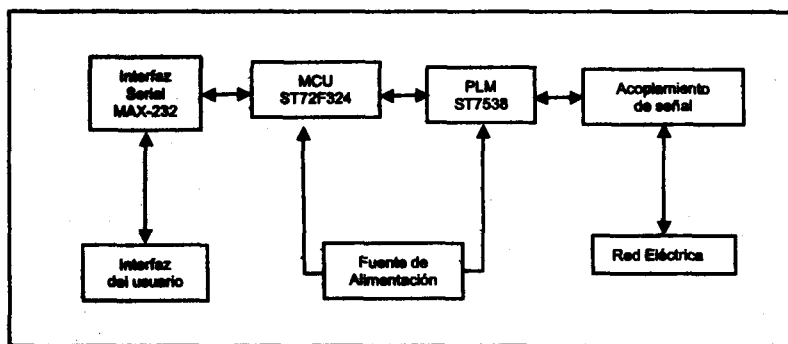 Interfaz
Serial
MAX-232
MCU
ST72F324
PLM
ST7538
Acoplamiento
de señal
Interfaz
del usuario
Fuente de
Alimentación
Red Eléctrica